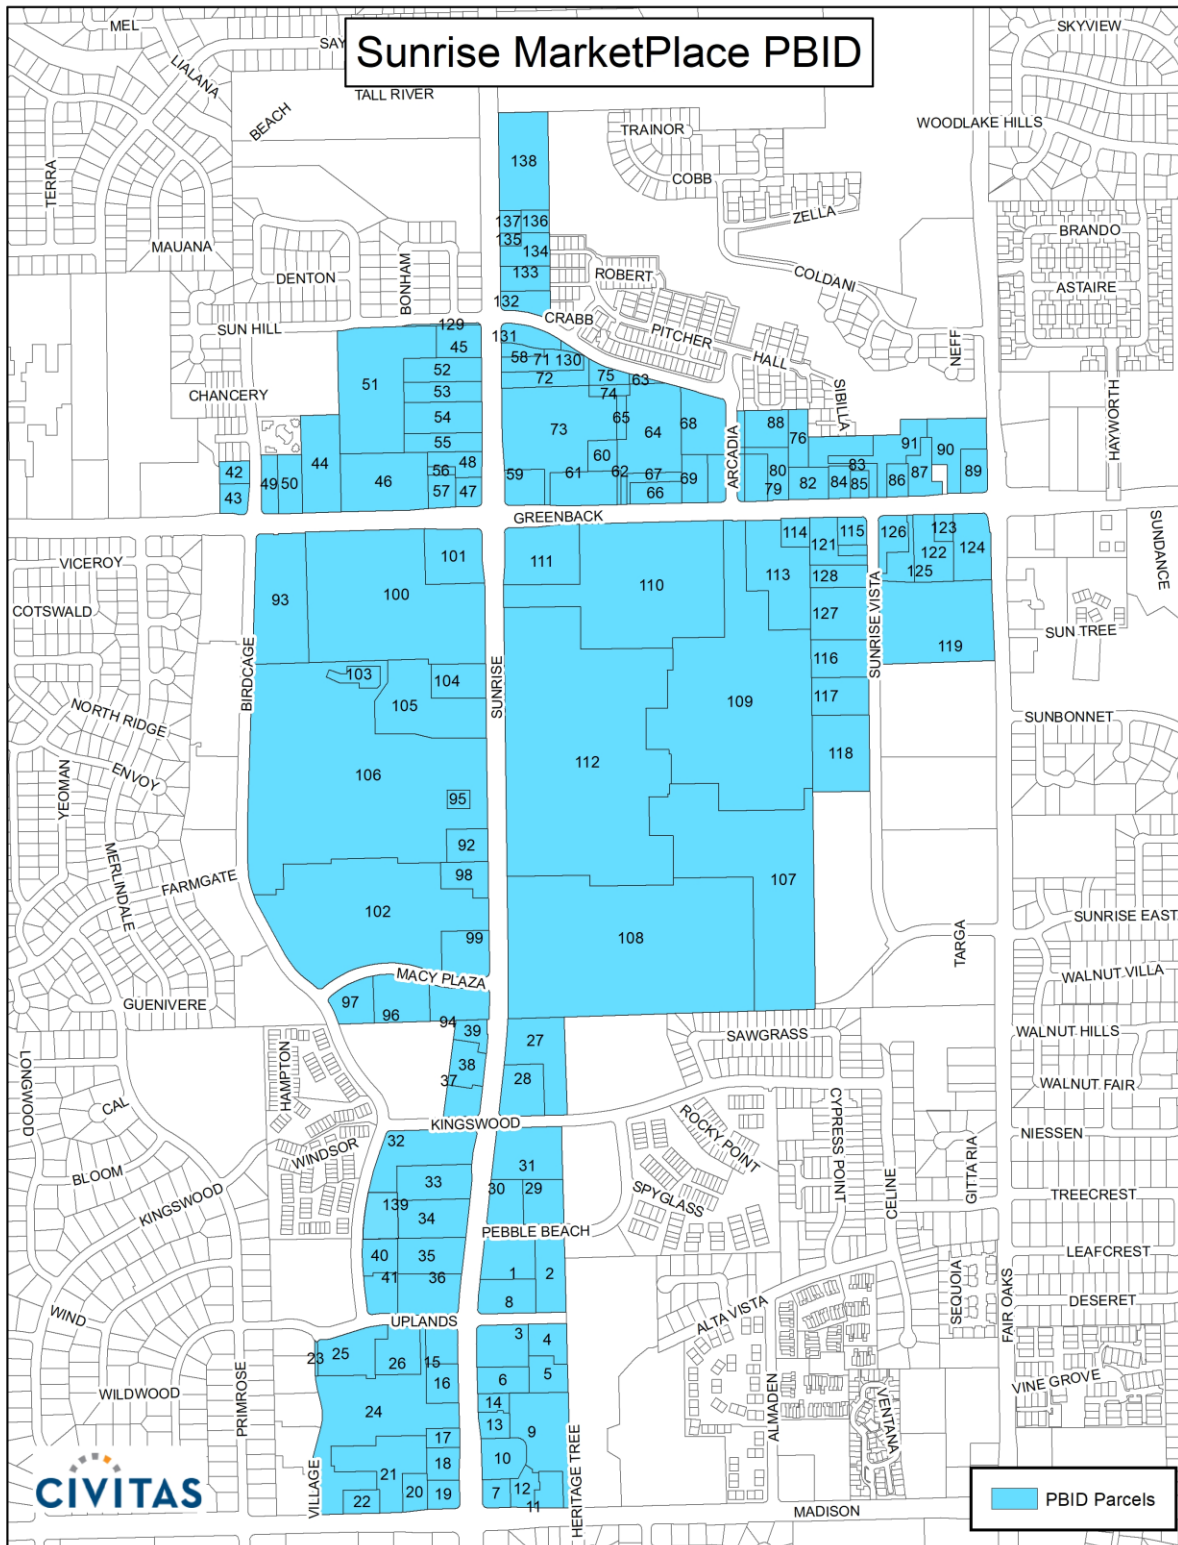 Sunrise MarketPlace PBID
MEL
SAY
SKYVIEW
LIALANA
TALL RIVER
BEACH
TRAINOR
WOODLAKE HILLS
138
TERRA
COBB
ZELLA
137 136
135
134
MAUANA
BRANDO
BONHAM
DENTON
133
ROBERT
COLDANI
ASTAIRE
132
CRABB
SUN HILL
129
131
PITCHER
HALL
NEFF
45
58 71 130
51
52
72
75
63
SIBILLA
CHANCERY
53
74
HAYWORTH
54
73
65
64
68
ARCADIA
88
76
55
91
90
44
48
60
42
56
59
61
62
67
69
80
83
89
43
49 50
46
57 47
66
79
82
84 85
86
87
GREENBACK
VICEROY
101
111
114
121
115
126
123
122
124
SUNDANCE
COTSWALD
93
100
110
113
128
125
127
SUNRISE VISTA
SUN TREE
BIRDCAGE
SUNRISE
119
116
103
104
NORTH RIDGE
105
109
117
SUNBONNET
ENVOY
YEOMAN
106
112
118
95
92
MERLINDALE
FARMGATE
98
107
102
99
108
TARGA
SUNRISE EAST
MACY PLAZA
WALNUT VILLA
GUENIVERE
97
96
94
39
27
SAWGRASS
WALNUT HILLS
LONGWOOD
HAMPTON
38
37
28
WALNUT FAIR
CAL
KINGSWOOD
ROCKY POINT
CYPRESS POINT
NIESSEN
32
WINDSOR
BLOOM
31
GITTA RIA
33
30 29
SPYGLASS
CELINE
TREECREST
KINGSWOOD
139
34
PEBBLE BEACH
40
35
LEAFCREST
41
36
1
2
SEQUOIA
FAIR OAKS
8
DESERET
WIND
UPLANDS
ALTA VISTA
3
4
23
25
26
15
6
5
VINE GROVE
WILDWOOD
16
PRIMROSE
14
ALMADEN
VENTANA
24
13
9
17
10
18
21
VILLAGE
22
20
19
7
12
11
HERITAGE TREE
MADISON
CIVITAS
PBID Parcels